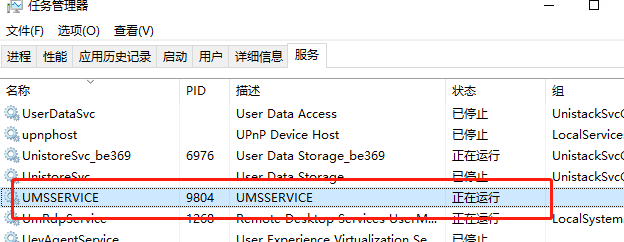 任务管理器
文件(F) 选项(O) 查看(V)
进程 性能 应用历史记录 启动 用户 详细信息 服务
名称 PID 描述 状态 组
UserDataSvc User Data Access 已停止 UnistackSvcG
upnphost UPnP Device Host 已停止 LocalService.
UnistoreSvc_be369 6976 User Data Storage_be369 正在运行 UnistackSvcG
UnistoreSvc User Data Storage 已停止 UnistackSvcG
UMSSERVICE 9804 UMSSERVICE 正在运行
UmRdpService 1268 Remote Desktop Services UserM... 正在运行 LocalSystem.
UevAgentService User Experience Virtualization Se... 已停止